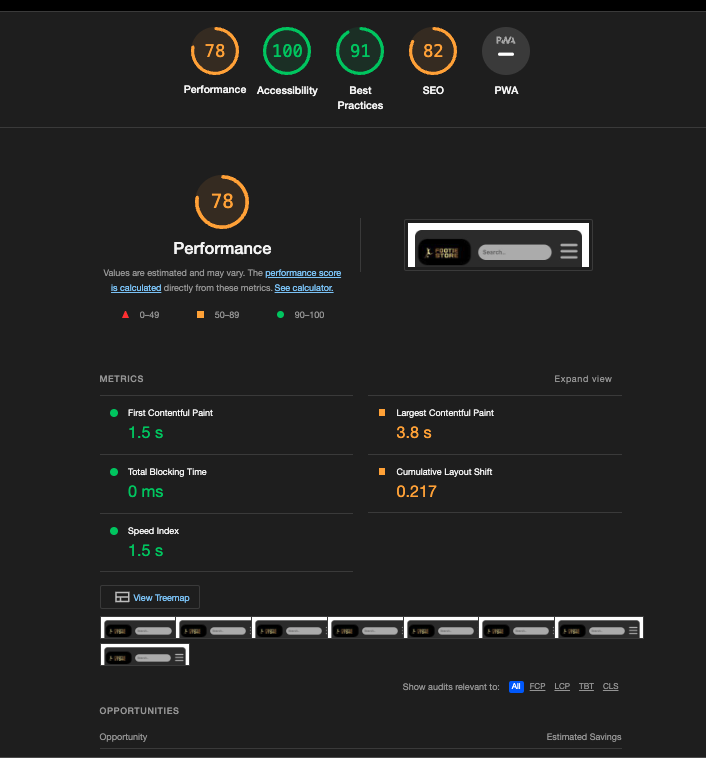 78
100
91
82
PWA
Performance
Accessibility
Best
Practices
SEO
PWA
78
Performance
Values are estimated and may vary. The performance score
is calculated directly from these metrics. See calculator.
0–49
50–89
90–100
FOOTIE
STORE
Search..
METRICS
Expand view
First Contentful Paint
1.5 s
Largest Contentful Paint
3.8 s
Total Blocking Time
0 ms
Cumulative Layout Shift
0.217
Speed Index
1.5 s
View Treemap
Show audits relevant to: All FCP LCP TBT CLS
OPPORTUNITIES
Opportunity
Estimated Savings